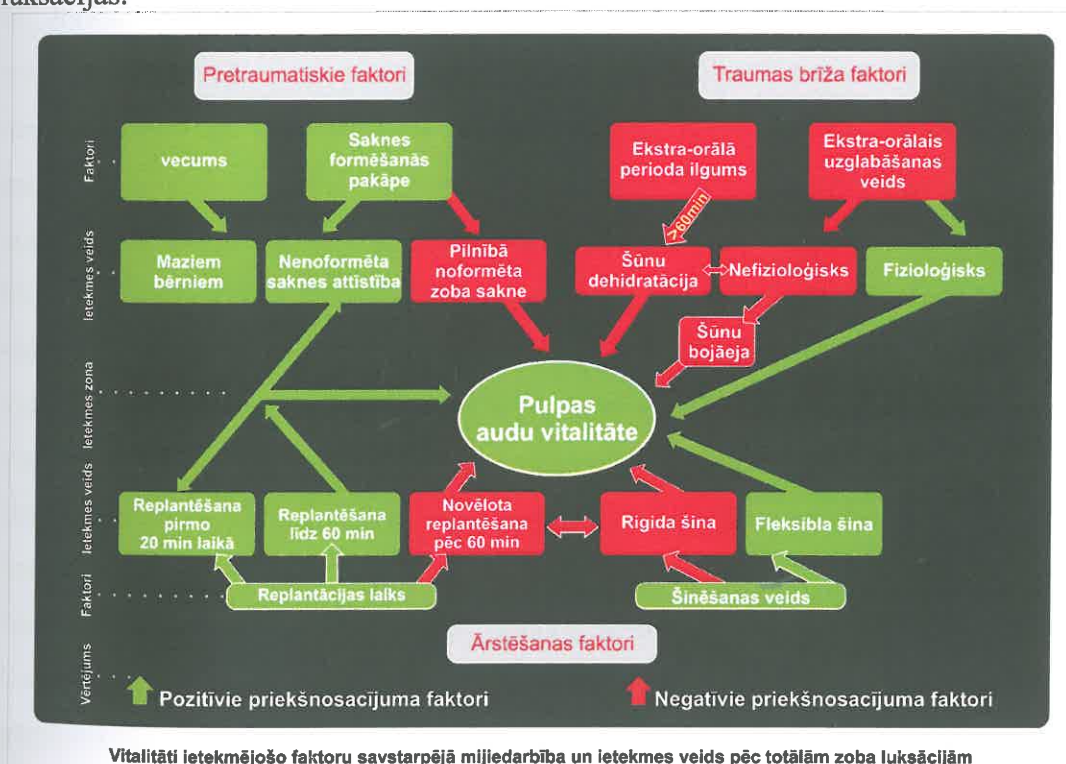 luksācijas.
Pretraumatiskie faktori
Traumas brīža faktori
Faktori
vecums
Saknes
formēšanās
pakāpe
Ekstra-orālā
perioda ilgums
Ekstra-orālais
uzglabāšanas
veids
>60min
Ietekmes veids
Maziem
bērniem
Nenoformēta
saknes attīstība
Pilnībā
noformēta
zoba sakne
Šūnu
dehidratācija
Nefizioloģisks
Fizioloģisks
Šūnu
bojāeja
Ietekmes zona
Pulpas
audu vitalitāte
Ietekmes veids
Replantēšana
pirmo
20 min laikā
Replantēšana
līdz 60 min
Novēlota
replantēšana
pēc 60 min
Rigida šina
Fleksibla šina
Faktori
Replantācijas laiks
Šinēšanas veids
Ārstēšanas faktori
Vērtējums
Pozitīvie priekšnosacījuma faktori
Negatīvie priekšnosacījuma faktori
Vitalitāti ietekmējošo faktoru savstarpējā mijiedarbība un ietekmes veids pēc totālām zoba luksācijām